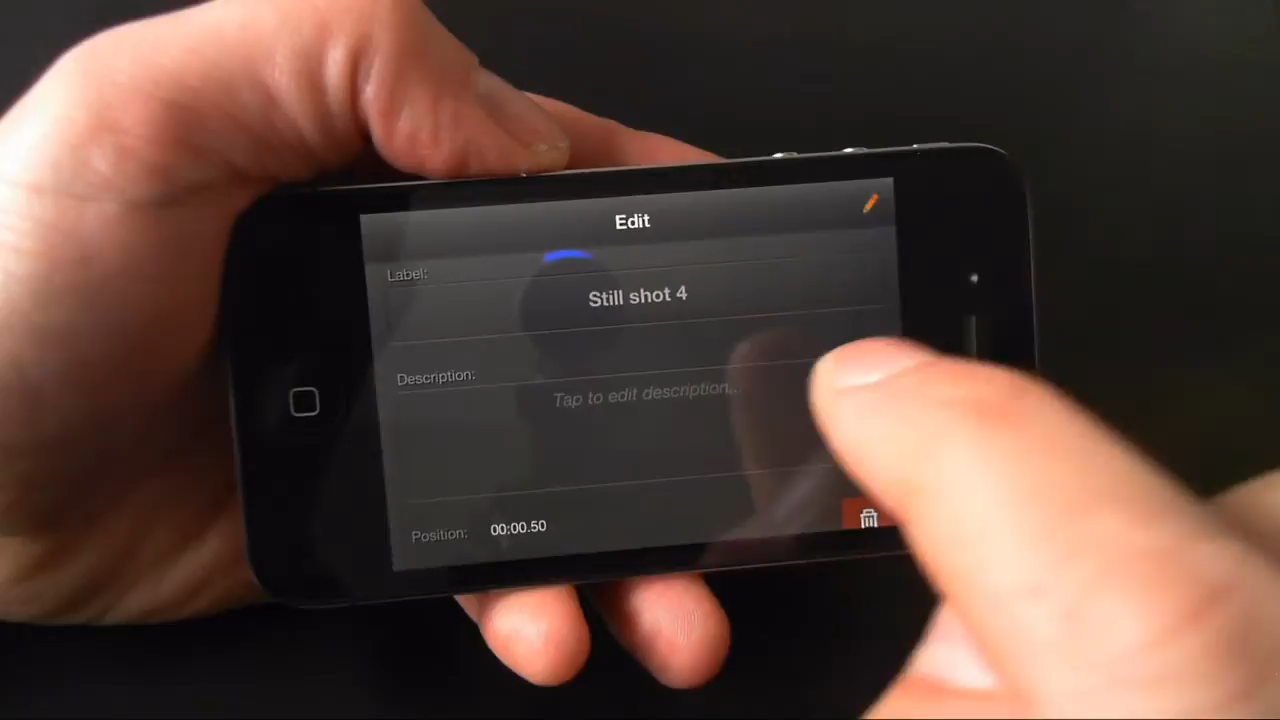 Edit
Label:
Still shot 4
Description:
Tap to edit description...
Position: 00:00.50